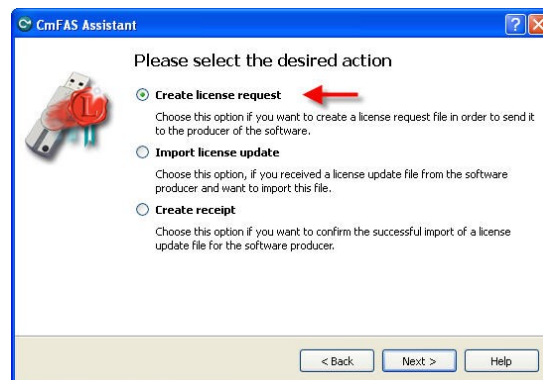 CmFAS Assistant
Please select the desired action
Create license request
Choose this option if you want to create a license request file in order to send it
to the producer of the software.
Import license update
Choose this option, if you received a license update file from the software
producer and want to import this file.
Create receipt
Choose this option if you want to confirm the successful import of a license
update file for the software producer.
< Back
Next >
Help